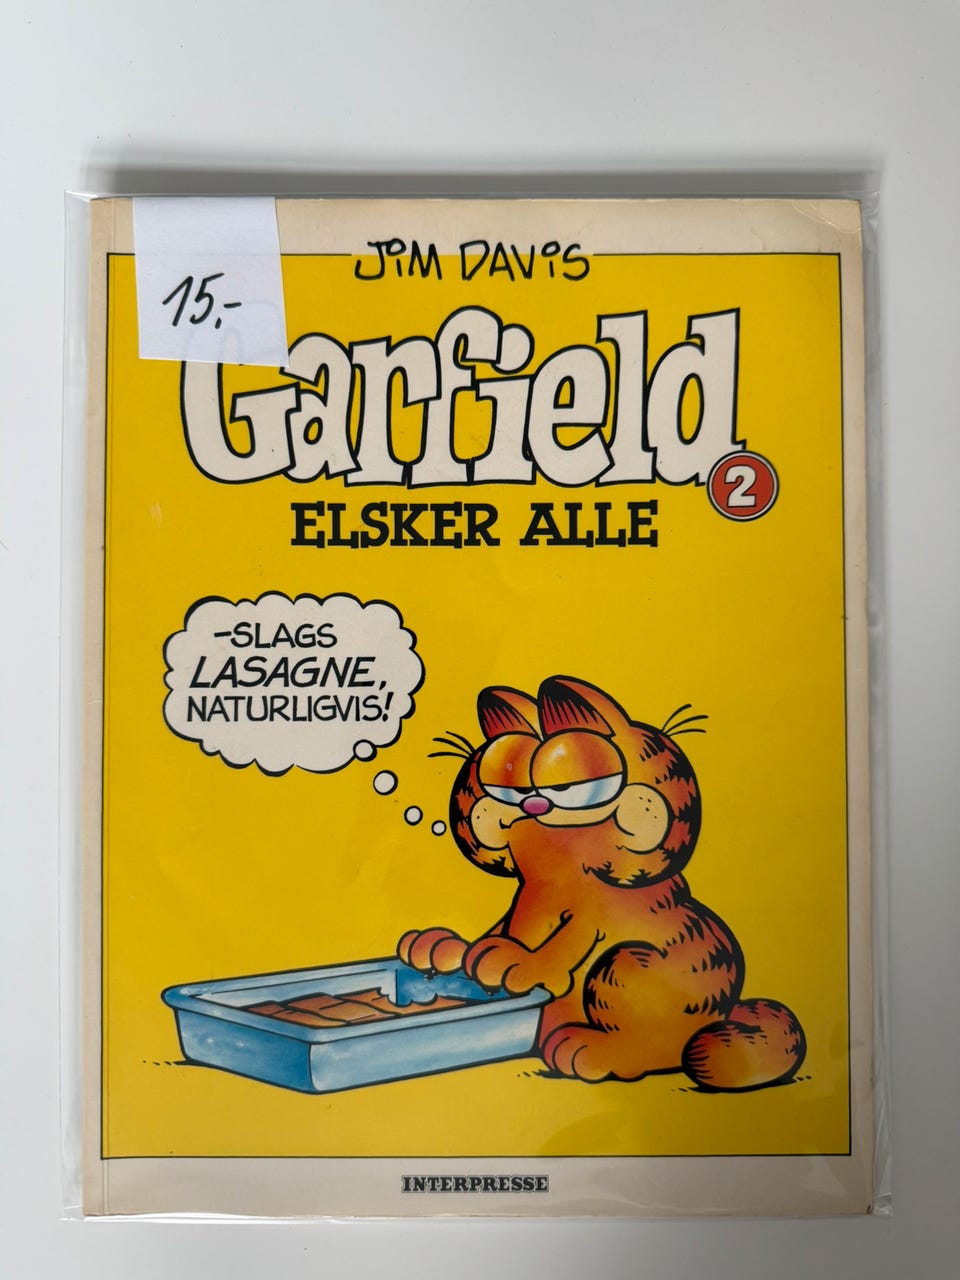 15,-
JIM DAVIS
Garfield
2
ELSKER ALLE
-SLAGS
LASAGNE,
NATURLIGVIS!
INTERPRESSE